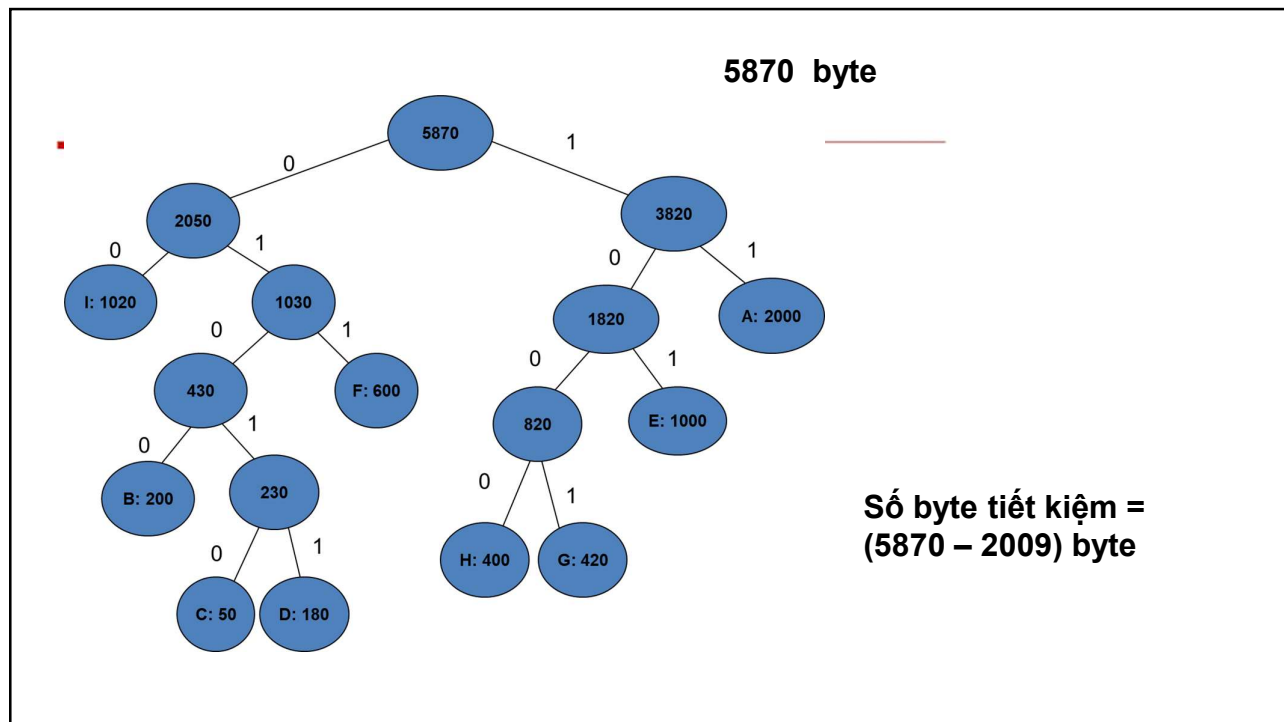 5870 byte
5870
0
1
2050
3820
0
1
0
1
I: 1020
1030
1820
A: 2000
0
1
0
1
430
F: 600
820
E: 1000
0
1
0
1
B: 200
230
H: 400
G: 420
0
1
C: 50
D: 180
Số byte tiết kiệm =
(5870 – 2009) byte